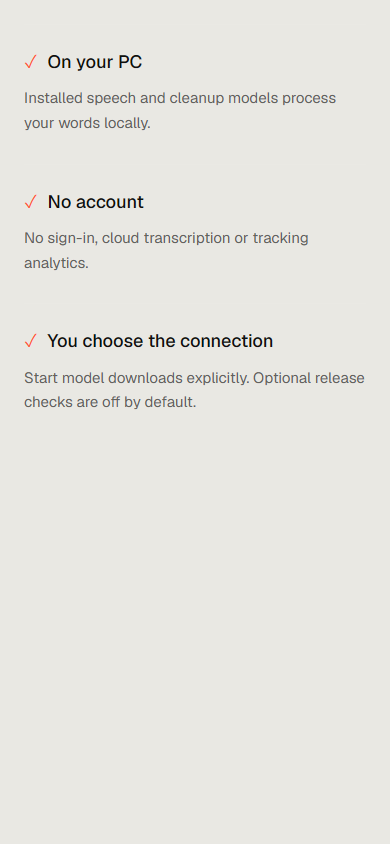 ✓ On your PC
Installed speech and cleanup models process
your words locally.
✓ No account
No sign-in, cloud transcription or tracking
analytics.
✓ You choose the connection
Start model downloads explicitly. Optional release
checks are off by default.